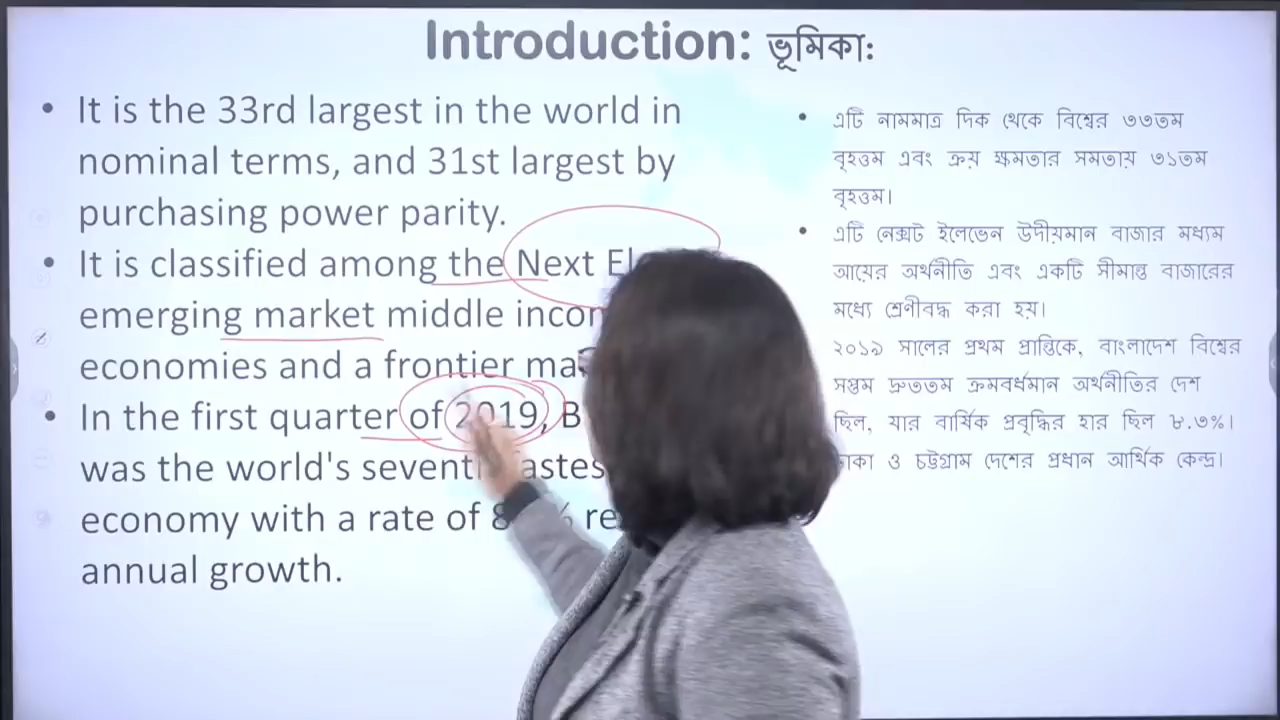 Introduction: ভূমিকা:
• It is the 33rd largest in the world in
nominal terms, and 31st largest by
purchasing power parity.
• It is classified among the Next
emerging market middle
economies and a frontier
• In the first quarter of 2019,
was the world's
economy with a rate of
annual growth.
• এটি নামমাত্র দিক থেকে বিশ্বের ৩৩তম
বৃহত্তম এবং ক্রয় ক্ষমতার সমতায় ৩১তম
বৃহত্তম।
• এটি নেক্সট ইলেভেন উদীয়মান বাজার মধ্যম
আয়ের অর্থনীতি এবং একটি সীমান্ত বাজারের
মধ্যে শ্রেণীবদ্ধ করা হয়।
২০১৯ সালের প্রথম প্রান্তিকে, বাংলাদেশ বিশ্বের
সপ্তম দ্রুততম ক্রমবর্ধমান অর্থনীতির দেশ
ছিল, যার বার্ষিক প্রবৃদ্ধির হার ছিল ৮.৩%।
ও চট্টগ্রাম দেশের প্রধান আর্থিক কেন্দ্র।